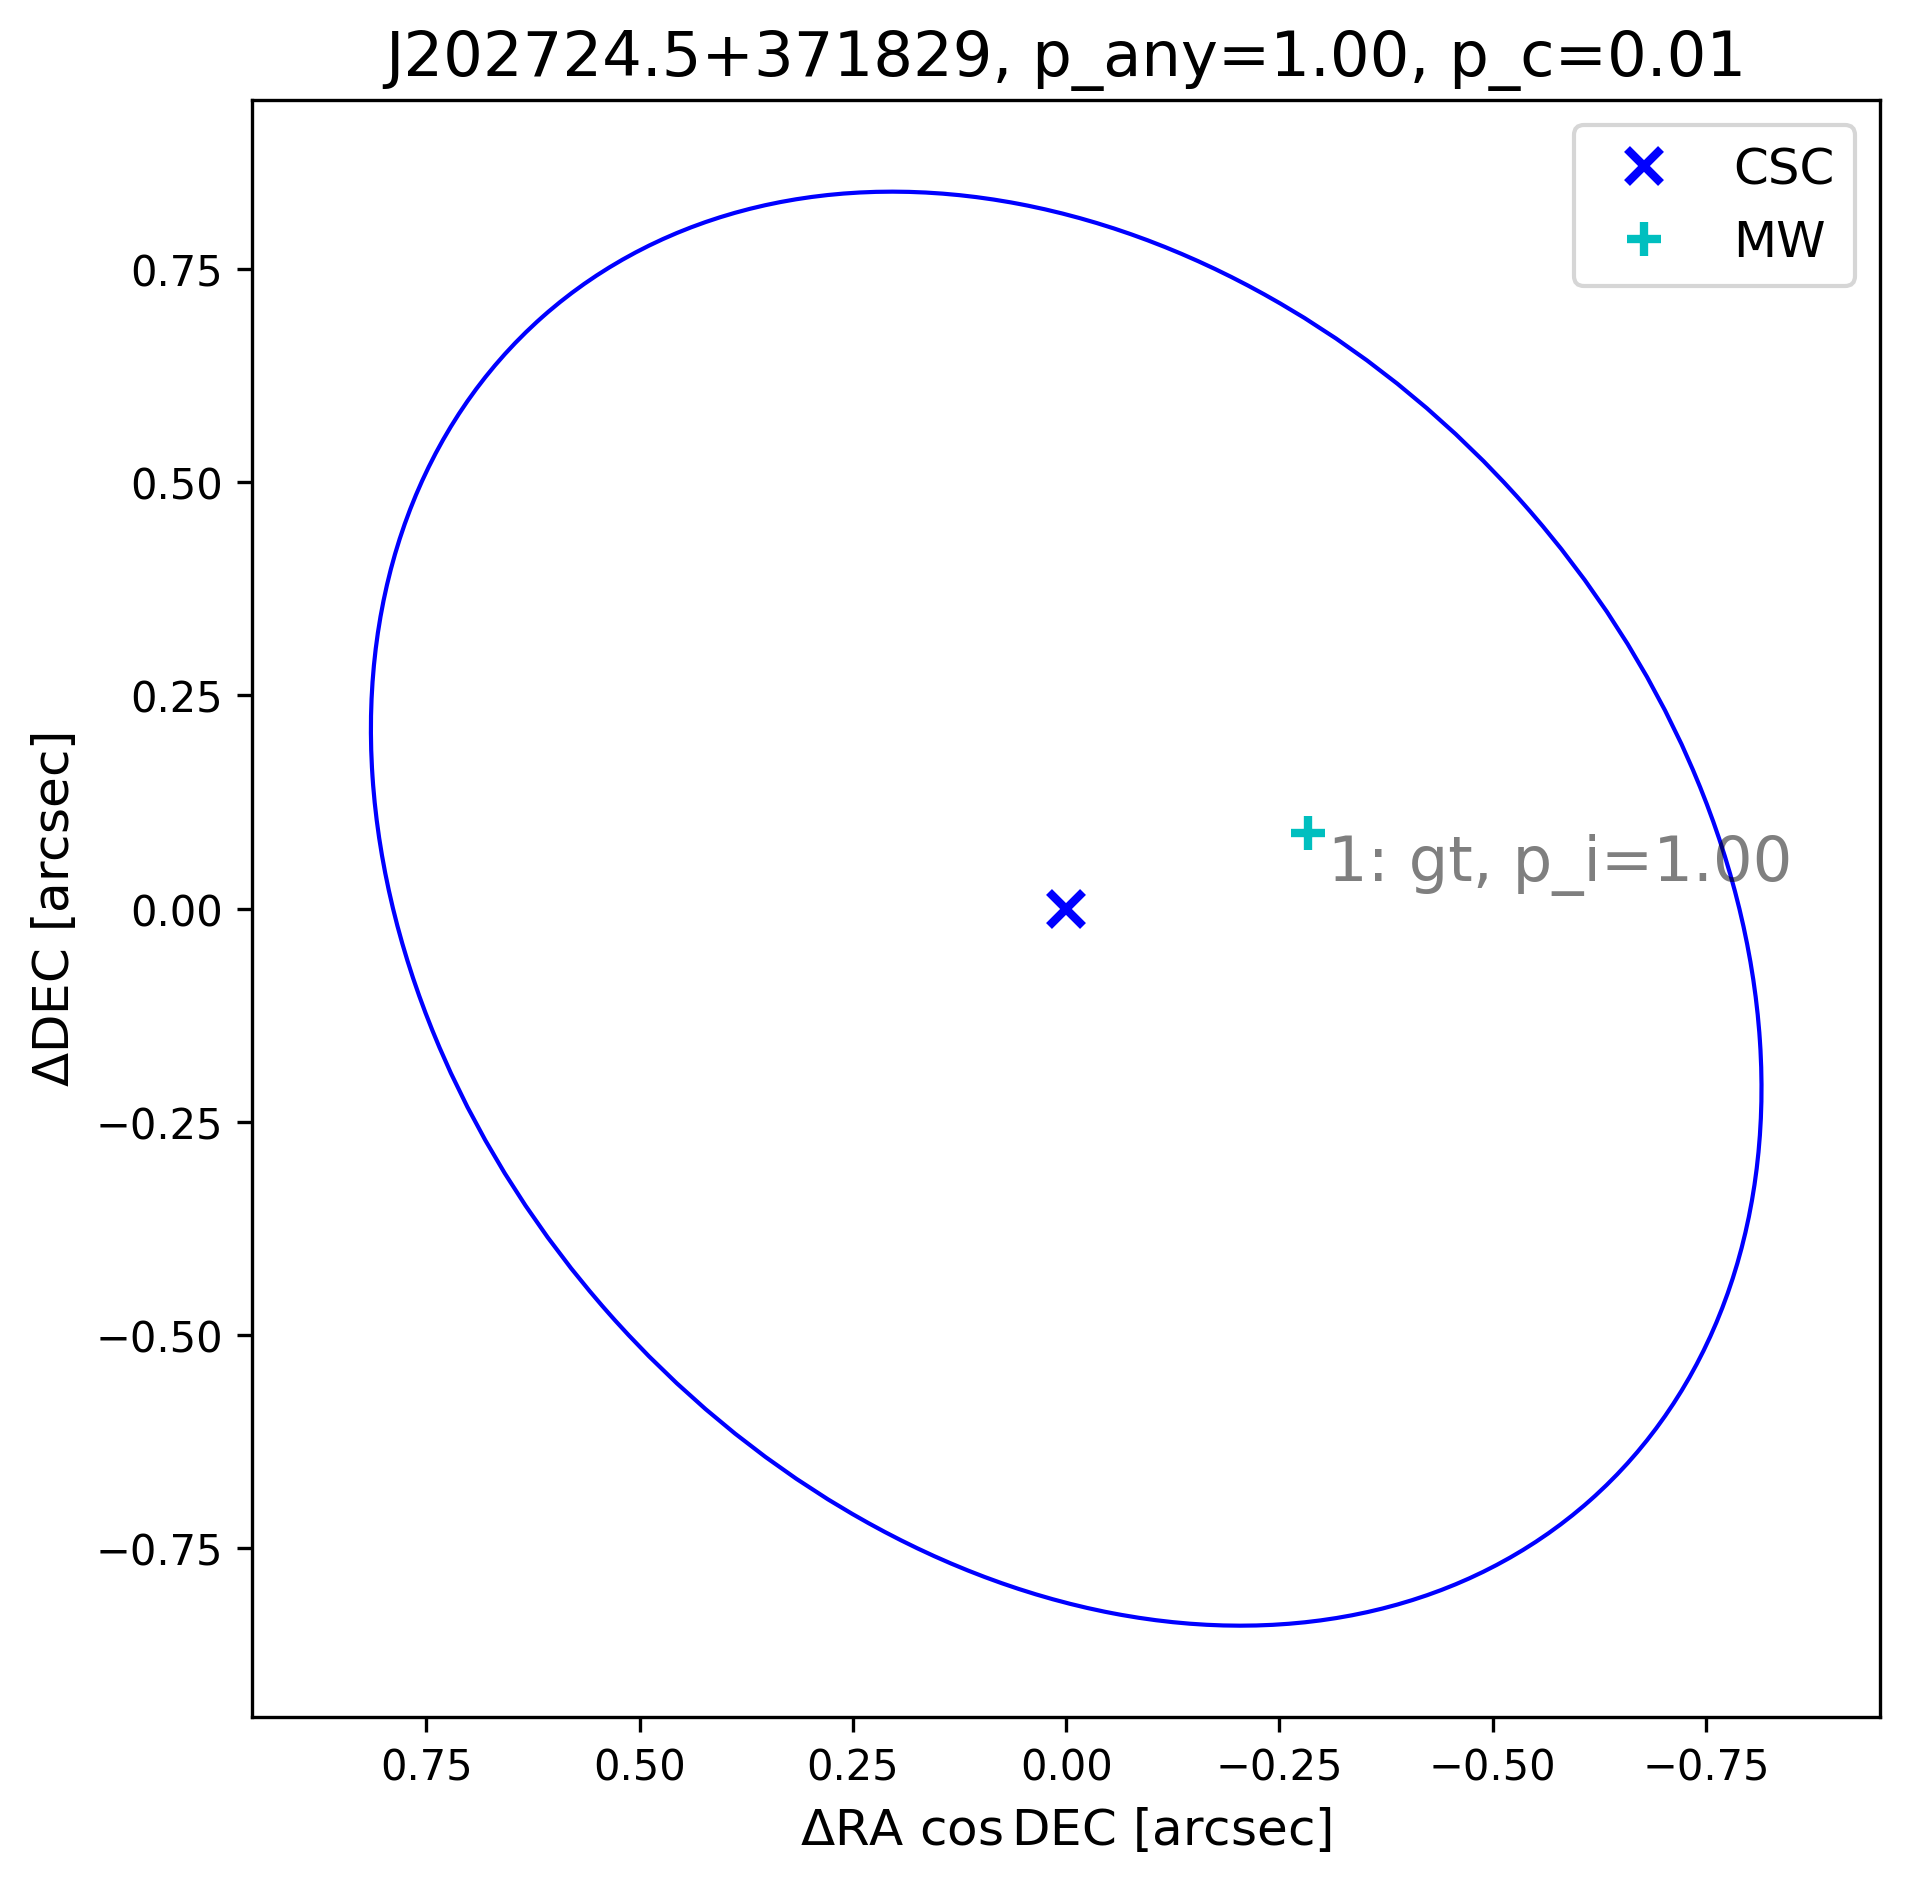 J202724.5+371829, p_any=1.00, p_c=0.01
CSC
MW
1: gt, p_i=1.00
ΔDEC [arcsec]
0.75
0.50
0.25
0.00
−0.25
−0.50
−0.75
0.75 0.50 0.25 0.00 −0.25 −0.50 −0.75
ΔRA cos DEC [arcsec]